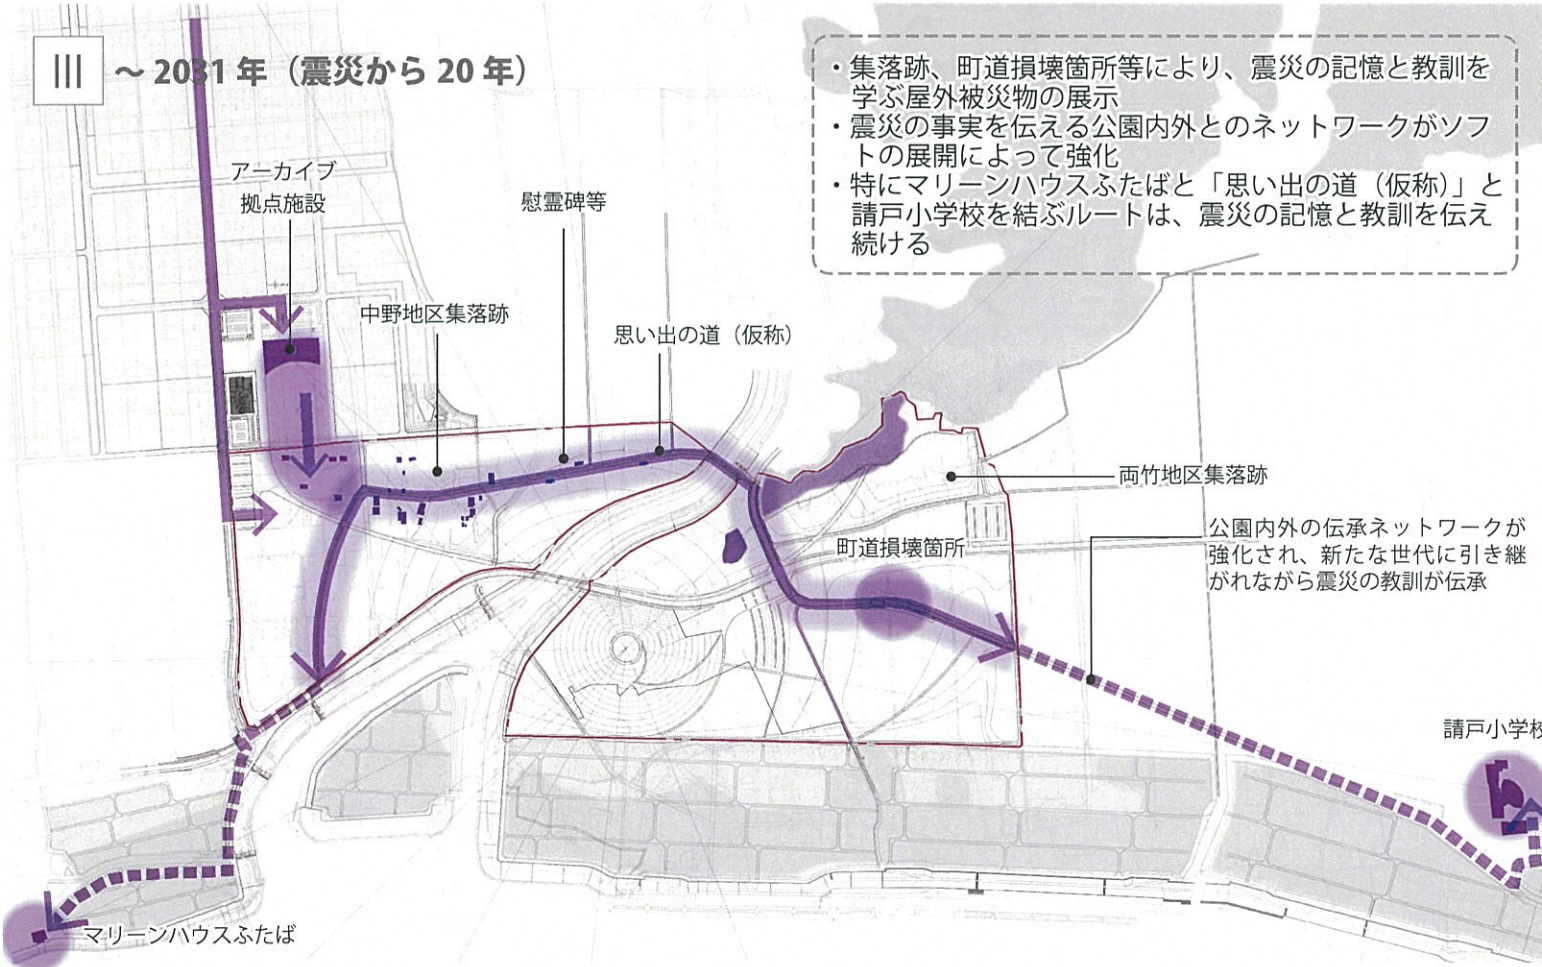 III
～ 2031 年（震災から 20 年）
・集落跡、町道損壊箇所等により、震災の記憶と教訓を
学ぶ屋外被災物の展示
・震災の事実を伝える公園内外とのネットワークがソフ
トの展開によって強化
・特にマリーンハウスふたばと「思い出の道（仮称）」と
請戸小学校を結ぶルートは、震災の記憶と教訓を伝え
続ける
アーカイブ
拠点施設
慰霊碑等
中野地区集落跡
思い出の道（仮称）
両竹地区集落跡
町道損壊箇所
公園内外の伝承ネットワークが
強化され、新たな世代に引き継
がれながら震災の教訓が伝承
請戸小学校
マリーンハウスふたば